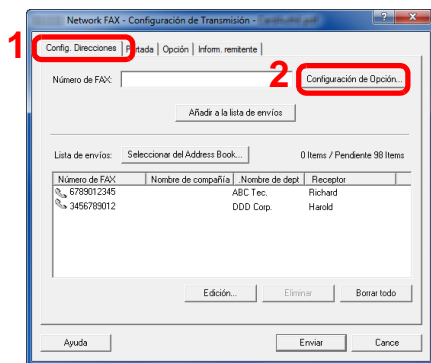 Network FAX - Configuración de Transmisión -
1
Config. Direcciones Portada Opción Inform. remitente
Número de FAX: 2 Configuración de Opción...
Añadir a la lista de envíos
Lista de envíos: Seleccionar del Address Book... 0 Items / Pendiente 98 Items
Número de FAX Nombre de compañía .Nombre de dept Receptor
6789012345 ABC Tec. Richard
3456789012 DDD Corp. Harold
Edición... Eliminar Borrar todo
Ayuda Enviar Cance